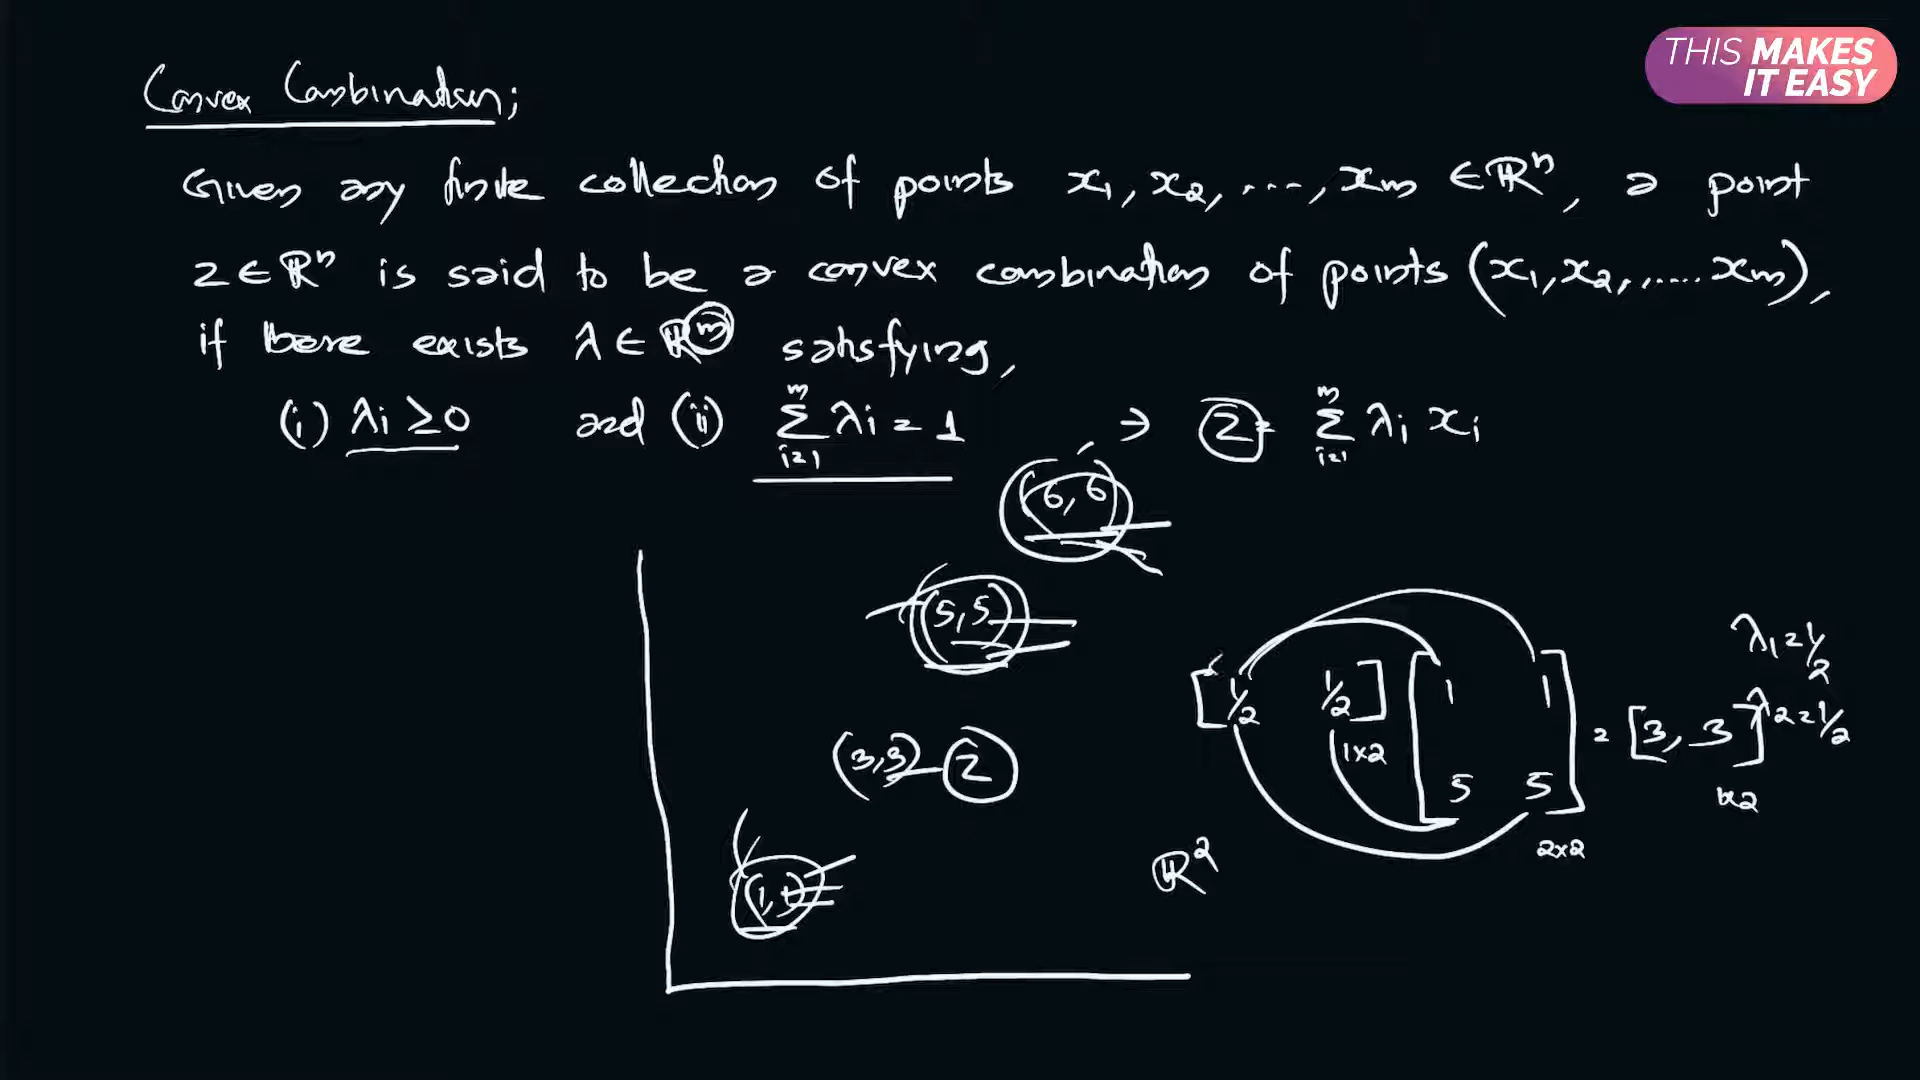 THIS MAKES
IT EASY
Convex Combination;
Given any finite collection of points x₁, x₂, ..., xₘ ∈ ℝⁿ, a point
z ∈ ℝⁿ is said to be a convex combination of points (x₁, x₂, ..... xₘ),
if there exists λ ∈ ℝᵐ satisfying,
(i) λi ≥ 0 and (ii) m∑i=1 λi = 1 → z = m∑i=1 λi xi
(6, 6)
(5, 5)
(3, 3) - z
(1, 1)
ℝ²
[1/2 1/2] [1 1
5 5] = [3, 3]
1x2
2x2
1x2
λ1 = 1/2
λ2 = 1/2